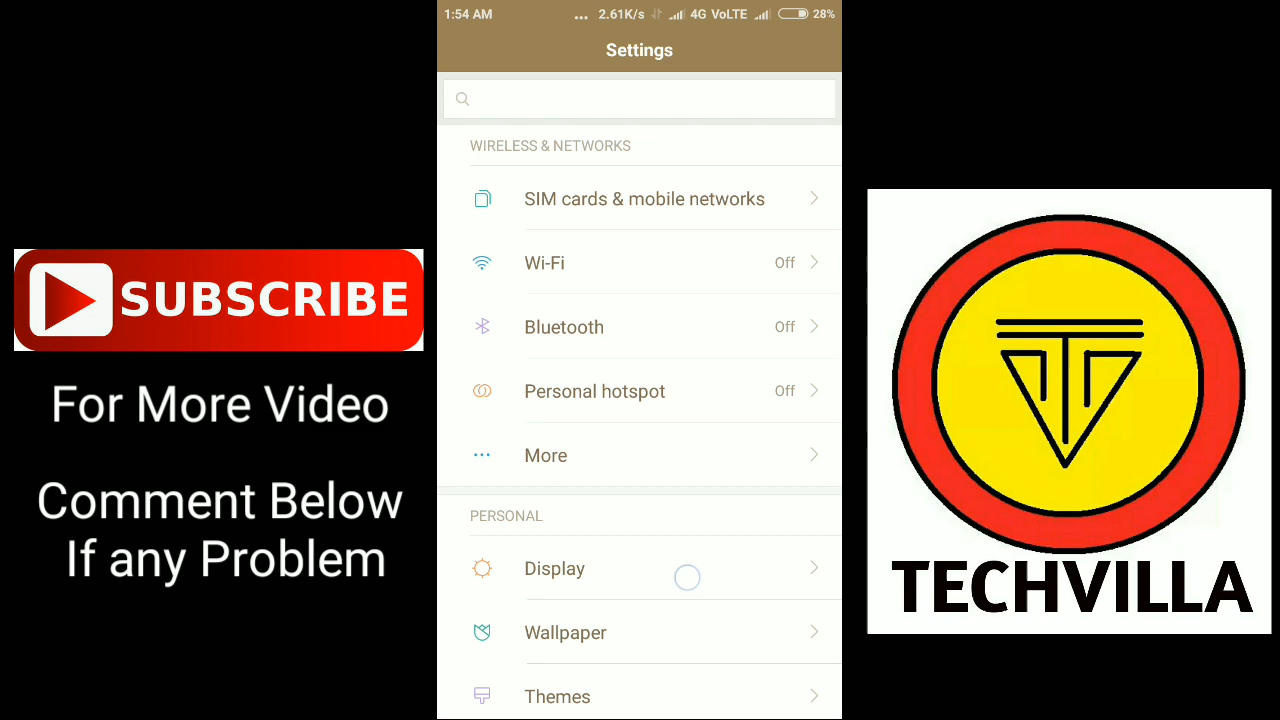 1:54 AM ... 2.61K/s 4G VoLTE 28%
Settings
WIRELESS & NETWORKS
SIM cards & mobile networks
Wi-Fi Off
Bluetooth Off
Personal hotspot Off
More
PERSONAL
Display
Wallpaper
Themes
SUBSCRIBE
For More Video
Comment Below
If any Problem
TECHVILLA